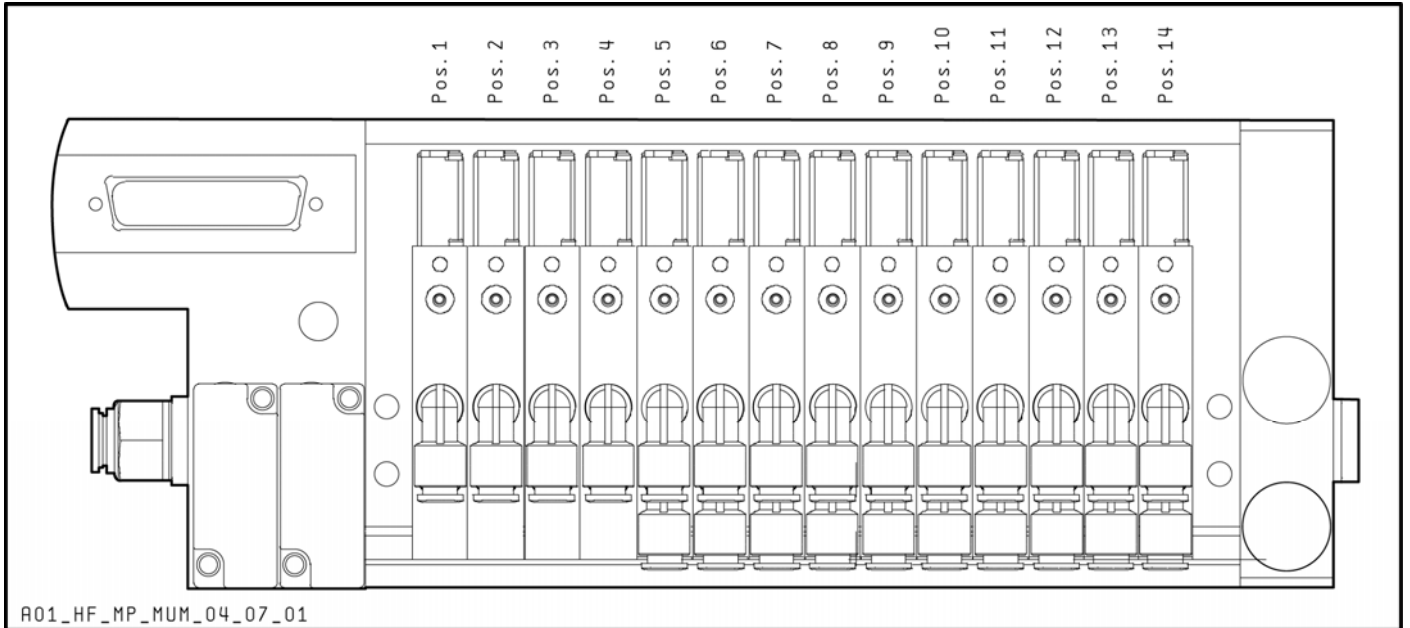 Pos. 1
Pos. 2
Pos. 3
Pos. 4
Pos. 5
Pos. 6
Pos. 7
Pos. 8
Pos. 9
Pos. 10
Pos. 11
Pos. 12
Pos. 13
Pos. 14
A01_HF_MP_MUM_04_07_01